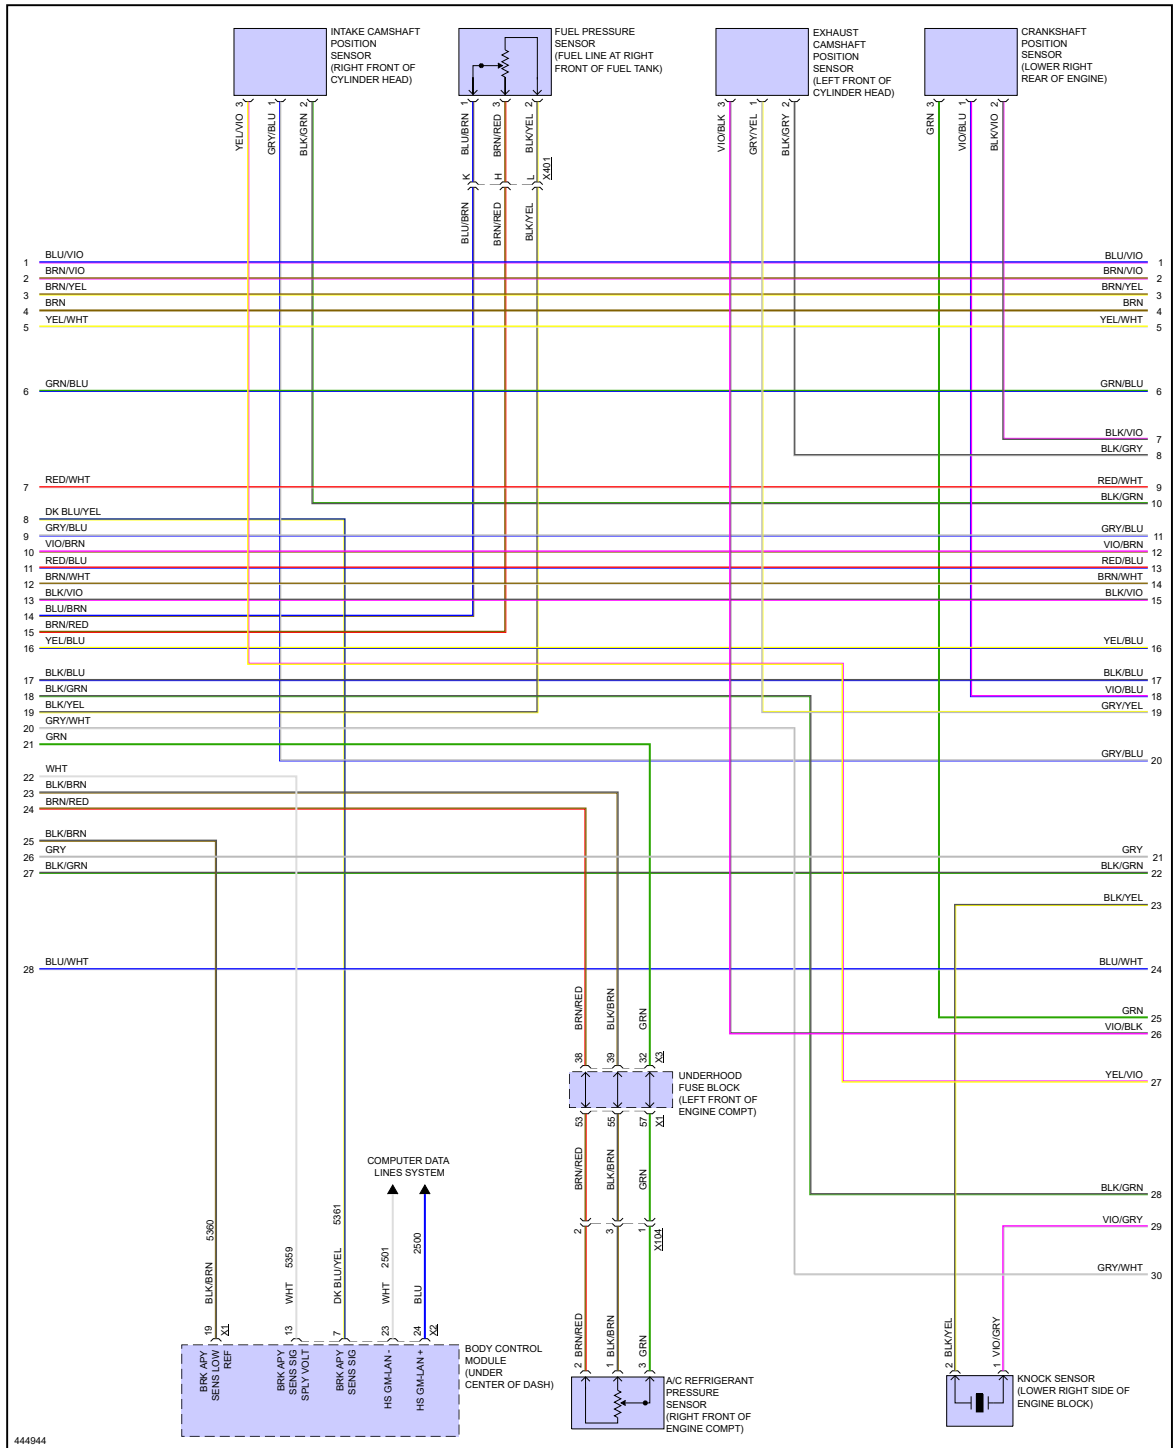 INTAKE CAMSHAFT
POSITION
SENSOR
(RIGHT FRONT OF
CYLINDER HEAD)
FUEL PRESSURE
SENSOR
(FUEL LINE AT RIGHT
FRONT OF FUEL TANK)
EXHAUST
CAMSHAFT
POSITION
SENSOR
(LEFT FRONT OF
CYLINDER HEAD)
CRANKSHAFT
POSITION
SENSOR
(LOWER RIGHT
REAR OF ENGINE)
3 1 2
YEL/VIO GRY/BLU BLK/GRN
1 3 2
BLU/BRN BRN/RED BLK/YEL
K H L X401
BLU/BRN BRN/RED BLK/YEL
3 1 2
VIO/BLK GRY/YEL BLK/GRY
3 1 2
GRN VIO/BLU BLK/VIO
1 BLU/VIO BLU/VIO 1
2 BRN/VIO BRN/VIO 2
3 BRN/YEL BRN/YEL 3
4 BRN BRN 4
5 YEL/WHT YEL/WHT 5
6 GRN/BLU GRN/BLU 6
BLK/VIO 7
BLK/GRY 8
7 RED/WHT RED/WHT 9
BLK/GRN 10
8 DK BLU/YEL
9 GRY/BLU GRY/BLU 11
10 VIO/BRN VIO/BRN 12
11 RED/BLU RED/BLU 13
12 BRN/WHT BRN/WHT 14
13 BLK/VIO BLK/VIO 15
14 BLU/BRN
15 BRN/RED
16 YEL/BLU YEL/BLU 16
17 BLK/BLU BLK/BLU 17
18 BLK/GRN VIO/BLU 18
19 BLK/YEL GRY/YEL 19
20 GRY/WHT
21 GRN
GRY/BLU 20
22 WHT
23 BLK/BRN
24 BRN/RED
25 BLK/BRN
26 GRY GRY 21
27 BLK/GRN BLK/GRN 22
BLK/YEL 23
28 BLU/WHT BLU/WHT 24
GRN 25
VIO/BLK 26
YEL/VIO 27
BLK/GRN 28
VIO/GRY 29
GRY/WHT 30
BRN/RED BLK/BRN GRN
38 39 32 X3
UNDERHOOD
FUSE BLOCK
(LEFT FRONT OF
ENGINE COMPT)
53 55 57 X1
BRN/RED BLK/BRN GRN
2 3 1 X104
BRN/RED BLK/BRN GRN
2 1 3
A/C REFRIGERANT
PRESSURE
SENSOR
(RIGHT FRONT OF
ENGINE COMPT)
COMPUTER DATA
LINES SYSTEM
5360 5359 5361 2501 2500
BLK/BRN WHT DK BLU/YEL WHT BLU
19 X1 13 7 23 24 X2
BRK APY
SENS LOW
REF
BRK APY
SENS SIG
SPLY VOLT
BRK APY
SENS SIG
HS GM-LAN -
HS GM-LAN +
BODY CONTROL
MODULE
(UNDER
CENTER OF DASH)
BLK/YEL VIO/GRY
2 1
KNOCK SENSOR
(LOWER RIGHT SIDE OF
ENGINE BLOCK)
444944